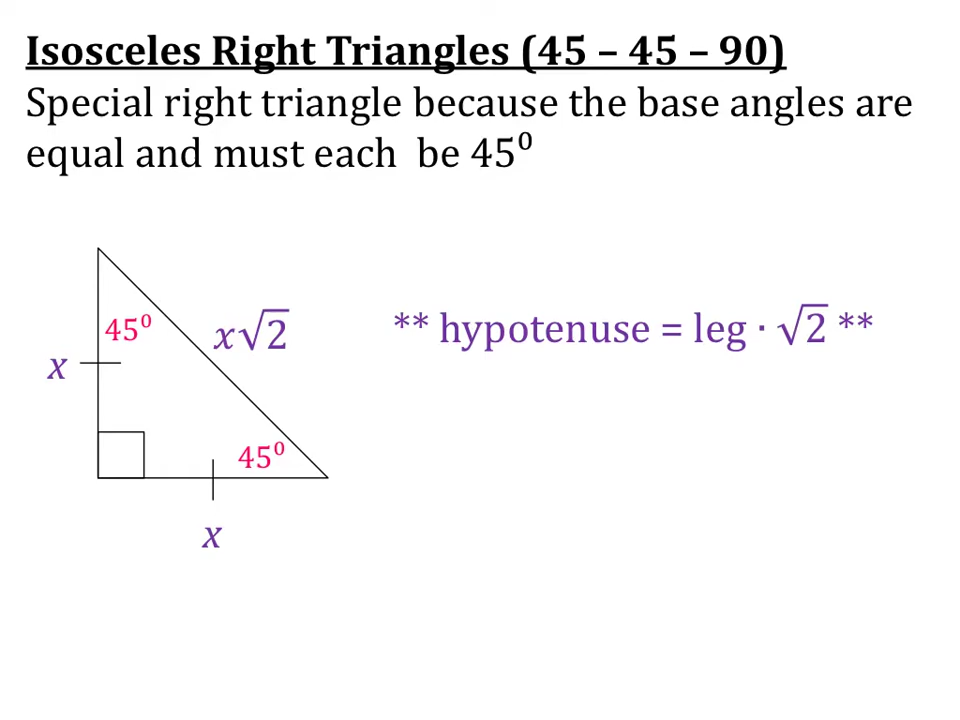 Isosceles Right Triangles (45 – 45 – 90)
Special right triangle because the base angles are
equal and must each be 45⁰
45⁰
x√2
** hypotenuse = leg · √2 **
x
45⁰
x